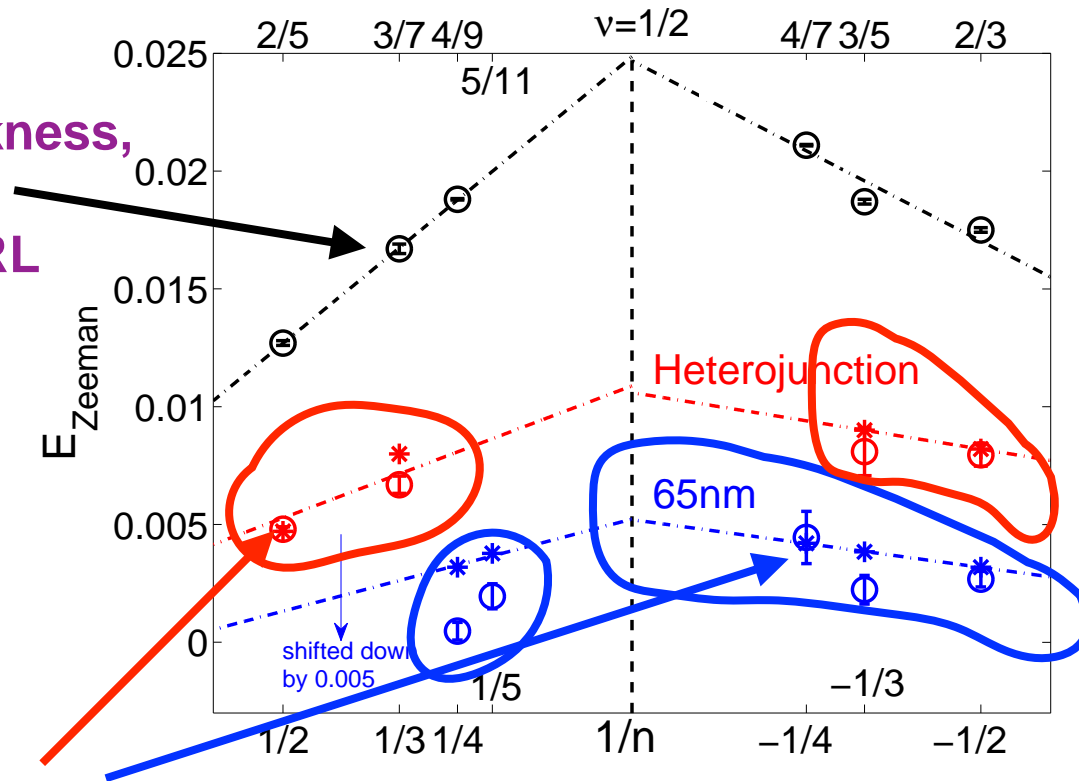 2/5 3/7 4/9 ν=1/2 4/7 3/5 2/3
5/11
0.025
kness,
0.02
RL
0.015
E_Zeeman
Heterojunction
0.01
65nm
0.005
0
shifted down
by 0.005
1/5 −1/3
1/2 1/3 1/4 1/n −1/4 −1/2